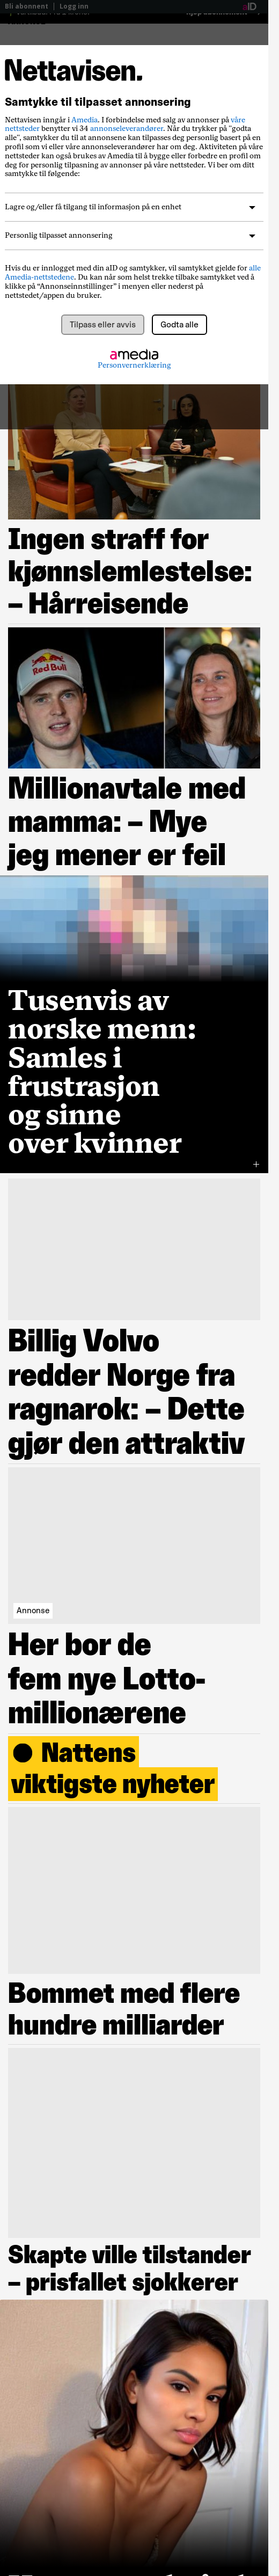 Bli abonnent | Logg inn
aID
Nettavisen.
Samtykke til tilpasset annonsering
Nettavisen inngår i Amedia. I forbindelse med salg av annonser på våre
nettsteder benytter vi 34 annonseleverandører. Når du trykker på "godta
alle", samtykker du til at annonsene kan tilpasses deg personlig basert på en
profil som vi eller våre annonseleverandører har om deg. Aktiviteten på våre
nettsteder kan også brukes av Amedia til å bygge eller forbedre en profil om
deg for personlig tilpasning av annonser på våre nettsteder. Vi ber om ditt
samtykke til følgende:
Lagre og/eller få tilgang til informasjon på en enhet
Personlig tilpasset annonsering
Hvis du er innlogget med din aID og samtykker, vil samtykket gjelde for alle
Amedia-nettstedene. Du kan når som helst trekke tilbake samtykket ved å
klikke på “Annonseinnstillinger” i menyen eller nederst på
nettstedet/appen du bruker.
Tilpass eller avvis
Godta alle
amedia
Personvernerklæring
Ingen straff for
kjønnslemlestelse:
– Hårreisende
Red Bull
Millionavtale med
mamma: – Mye
jeg mener er feil
Tusenvis av
norske menn:
Samles i
frustrasjon
og sinne
over kvinner
+
Billig Volvo
redder Norge fra
ragnarok: – Dette
gjør den attraktiv
Annonse
Her bor de
fem nye Lotto-
millionærene
Nattens
viktigste nyheter
Bommet med flere
hundre milliarder
Skapte ville tilstander
– prisfallet sjokkerer